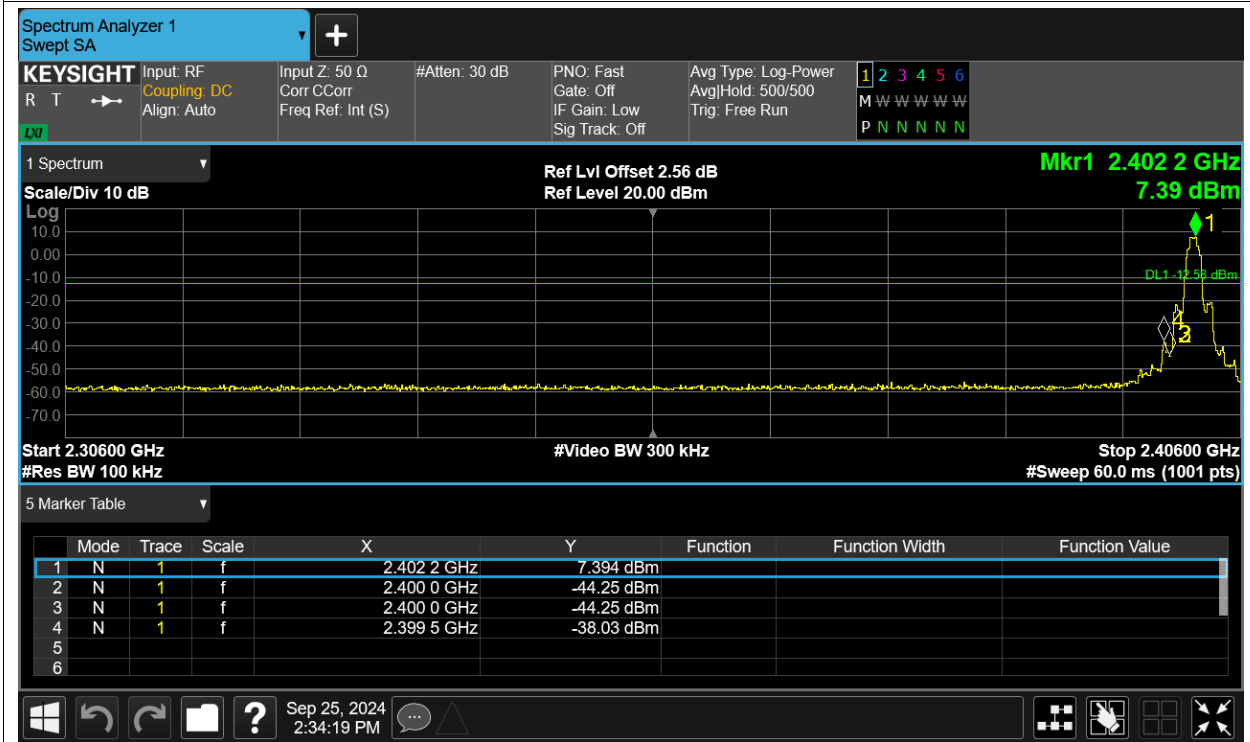 Spectrum Analyzer 1
Swept SA
KEYSIGHT
R T
LXI
Input: RF
Coupling: DC
Align: Auto
Input Z: 50 Ω
Corr CCorr
Freq Ref: Int (S)
#Atten: 30 dB
PNO: Fast
Gate: Off
IF Gain: Low
Sig Track: Off
Avg Type: Log-Power
Avg|Hold: 500/500
Trig: Free Run
1 2 3 4 5 6
M W W W W W
P N N N N N
1 Spectrum
Scale/Div 10 dB
Ref Lvl Offset 2.56 dB
Ref Level 20.00 dBm
Mkr1 2.402 2 GHz
7.39 dBm
Log
10.0
0.00
-10.0
-20.0
-30.0
-40.0
-50.0
-60.0
-70.0
1
DL1 -12.58 dBm
4
Start 2.30600 GHz
#Res BW 100 kHz
#Video BW 300 kHz
Stop 2.40600 GHz
#Sweep 60.0 ms (1001 pts)
5 Marker Table
Mode Trace Scale X Y Function Function Width Function Value
1 N 1 f 2.402 2 GHz 7.394 dBm
2 N 1 f 2.400 0 GHz -44.25 dBm
3 N 1 f 2.400 0 GHz -44.25 dBm
4 N 1 f 2.399 5 GHz -38.03 dBm
5
6
?
Sep 25, 2024
2:34:19 PM